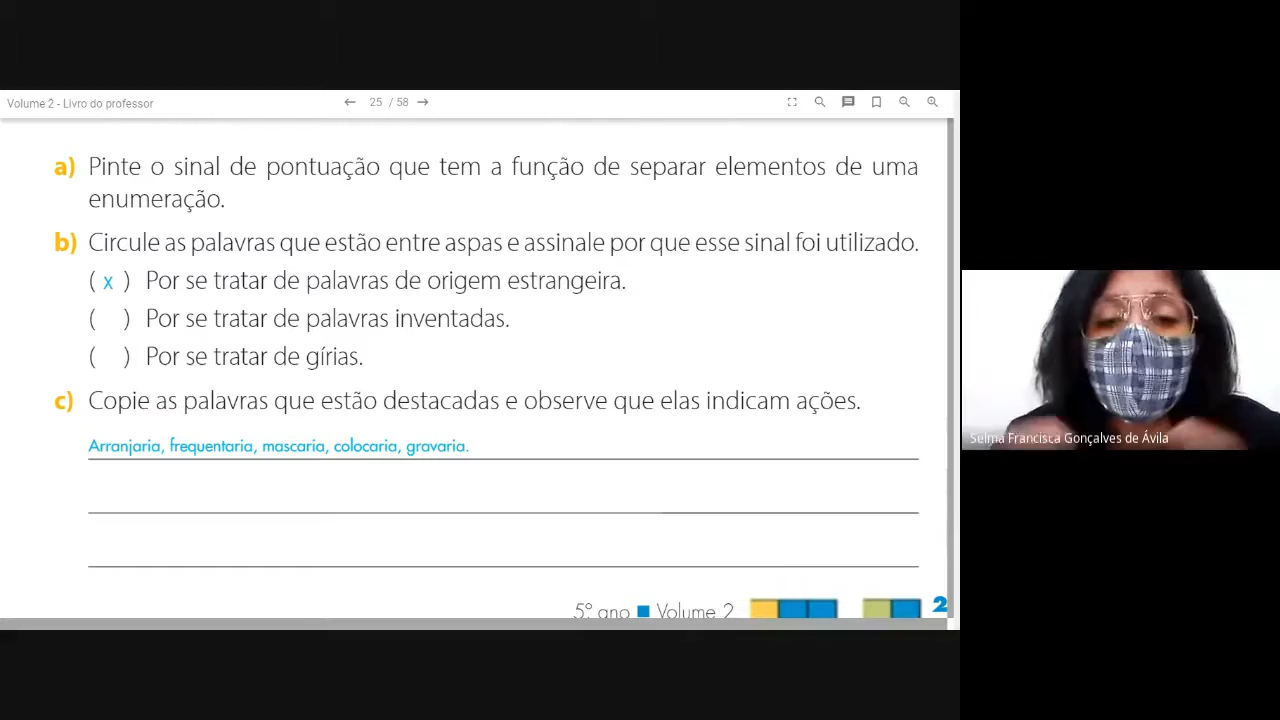 Volume 2 - Livro do professor
25 / 58
a) Pinte o sinal de pontuação que tem a função de separar elementos de uma
enumeração.
b) Circule as palavras que estão entre aspas e assinale por que esse sinal foi utilizado.
( x ) Por se tratar de palavras de origem estrangeira.
( ) Por se tratar de palavras inventadas.
( ) Por se tratar de gírias.
c) Copie as palavras que estão destacadas e observe que elas indicam ações.
Arranjaria, frequentaria, mascaria, colocaria, gravaria.
5º ano Volume 2
2
Selma Francisca Gonçalves de Ávila